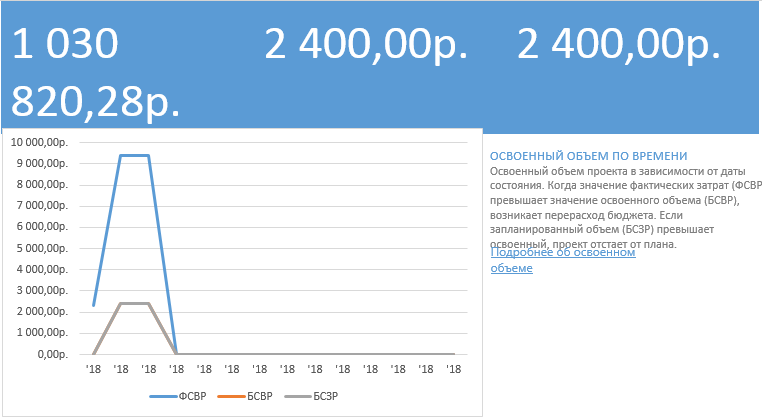 1 030
820,28р.
2 400,00р.
2 400,00р.
10 000,00р.
9 000,00р.
8 000,00р.
7 000,00р.
6 000,00р.
5 000,00р.
4 000,00р.
3 000,00р.
2 000,00р.
1 000,00р.
0,00р.
'18 '18 '18 '18 '18 '18 '18 '18 '18 '18 '18 '18 '18 '18
ФСВР БСВР БСЗР
ОСВОЕННЫЙ ОБЪЕМ ПО ВРЕМЕНИ
Освоенный объем проекта в зависимости от даты
состояния. Когда значение фактических затрат (ФСВР
превышает значение освоенного объема (БСВР),
возникает перерасход бюджета. Если
запланированный объем (БСЗР) превышает
освоенный, проект отстает от плана.
Подробнее об освоенном
объеме